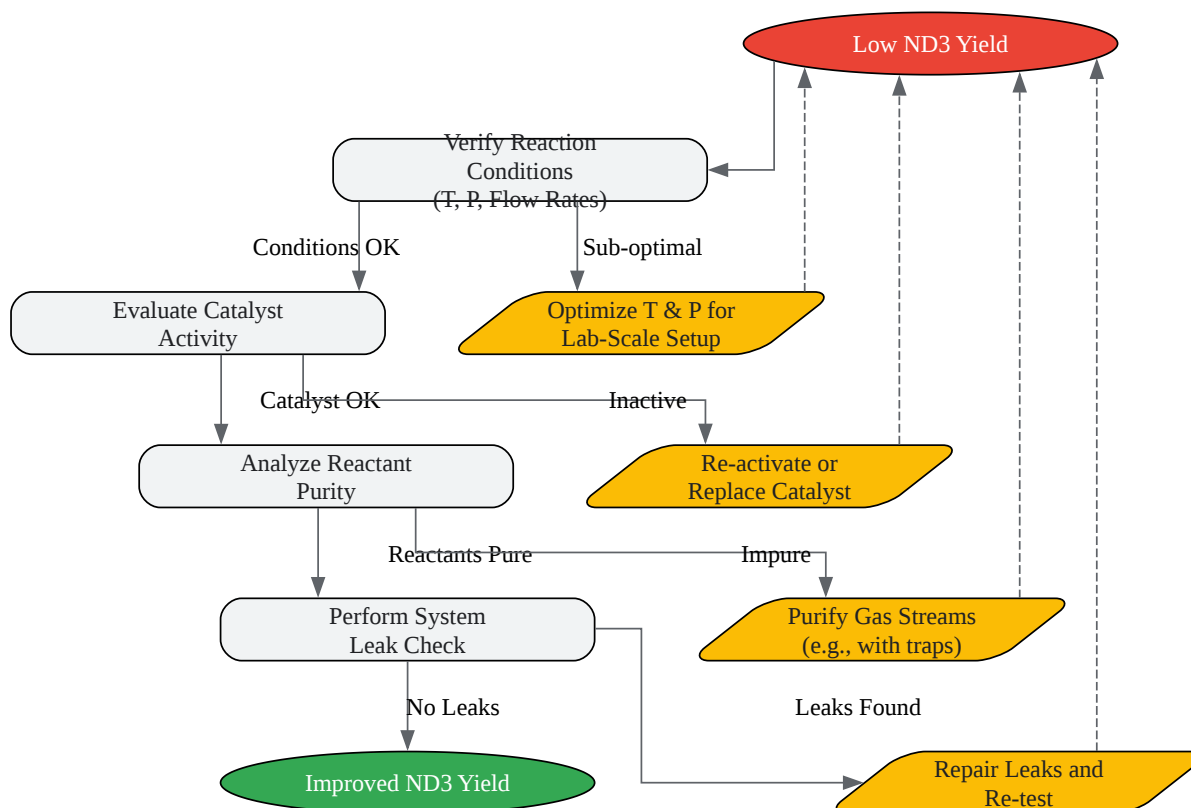 Low ND3 Yield
Verify Reaction
Conditions
(T, P, Flow Rates)
Conditions OK
Sub-optimal
Evaluate Catalyst
Activity
Optimize T & P for
Lab-Scale Setup
Catalyst OK
Inactive
Analyze Reactant
Purity
Re-activate or
Replace Catalyst
Reactants Pure
Impure
Perform System
Leak Check
Purify Gas Streams
(e.g., with traps)
No Leaks
Leaks Found
Improved ND3 Yield
Repair Leaks and
Re-test